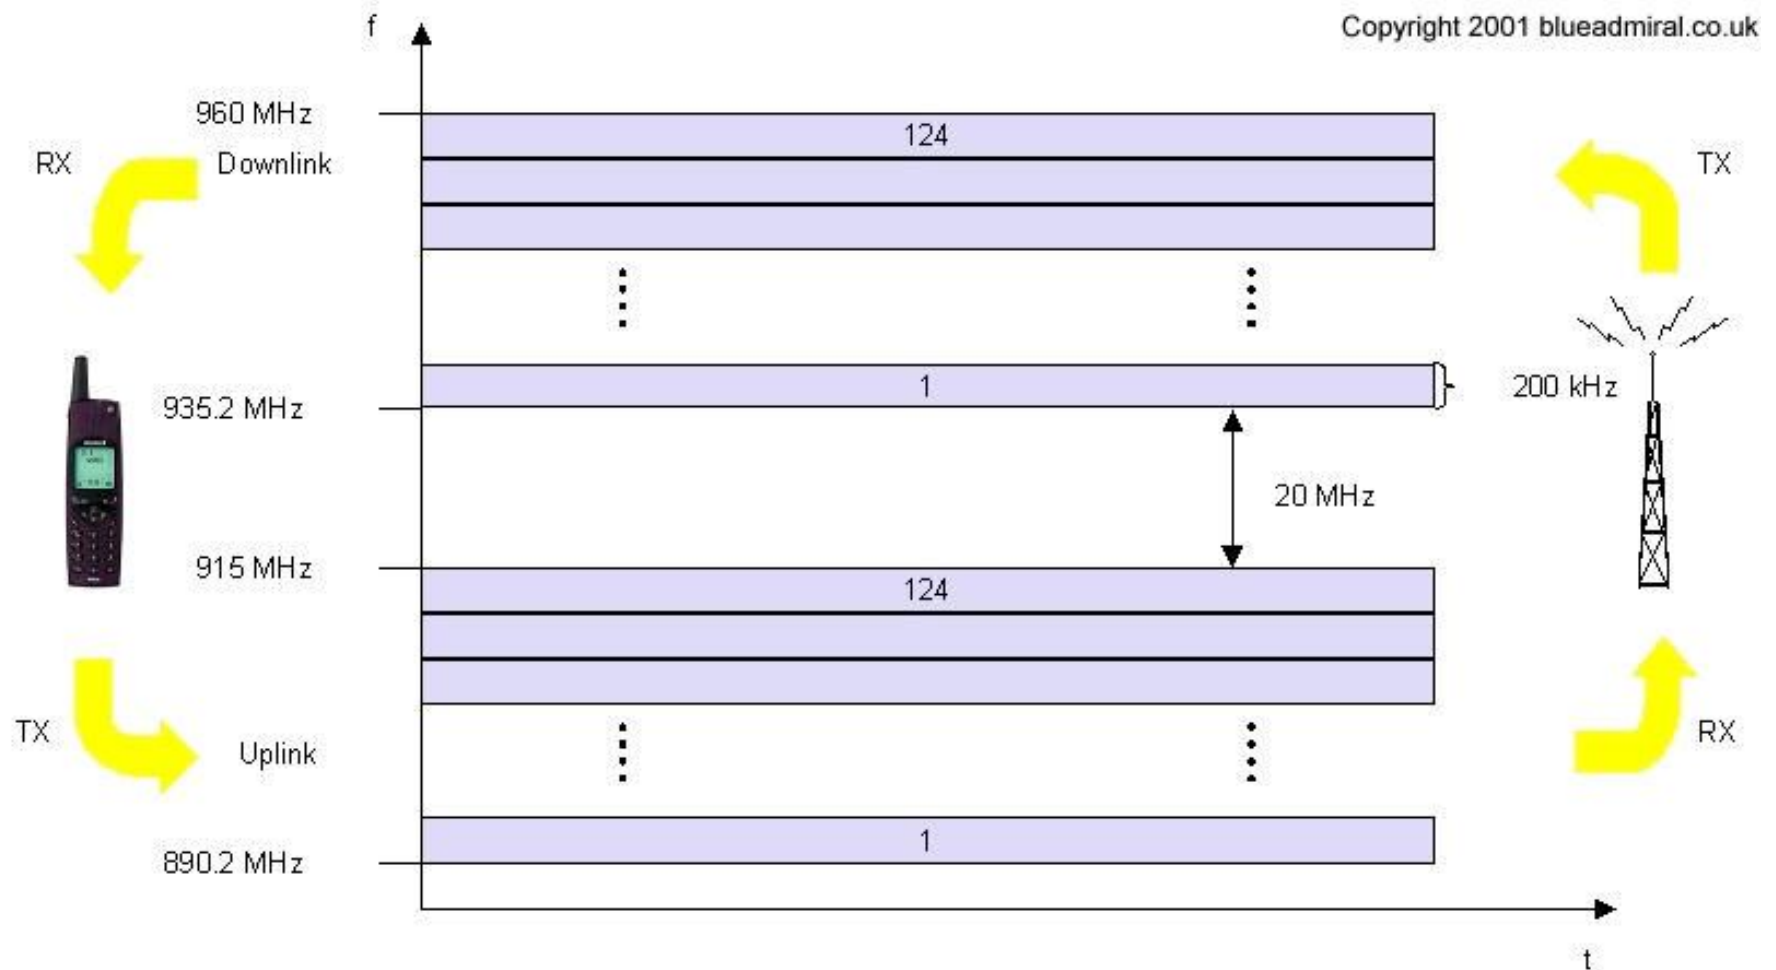 f
Copyright 2001 blueadmiral.co.uk
960 MHz
124
RX
Downlink
TX
1
935.2 MHz
200 kHz
20 MHz
915 MHz
124
TX
Uplink
RX
1
890.2 MHz
t